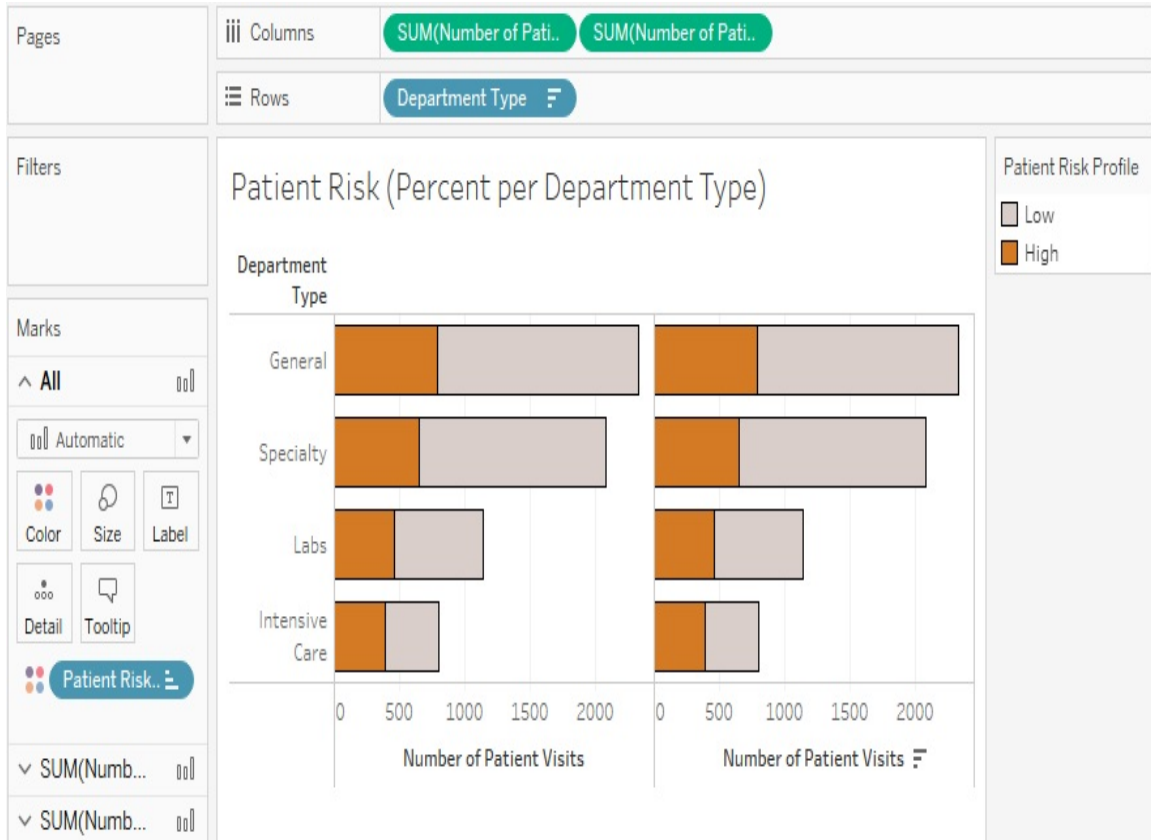 Pages
Columns
SUM(Number of Pati..
SUM(Number of Pati..
Rows
Department Type
Filters
Marks
All
Automatic
Color
Size
T
Label
Detail
Tooltip
Patient Risk..
SUM(Numb...
SUM(Numb...
Patient Risk (Percent per Department Type)
Department
Type
General
Specialty
Labs
Intensive
Care
0 500 1000 1500 2000
0 500 1000 1500 2000
Number of Patient Visits
Number of Patient Visits
Patient Risk Profile
Low
High